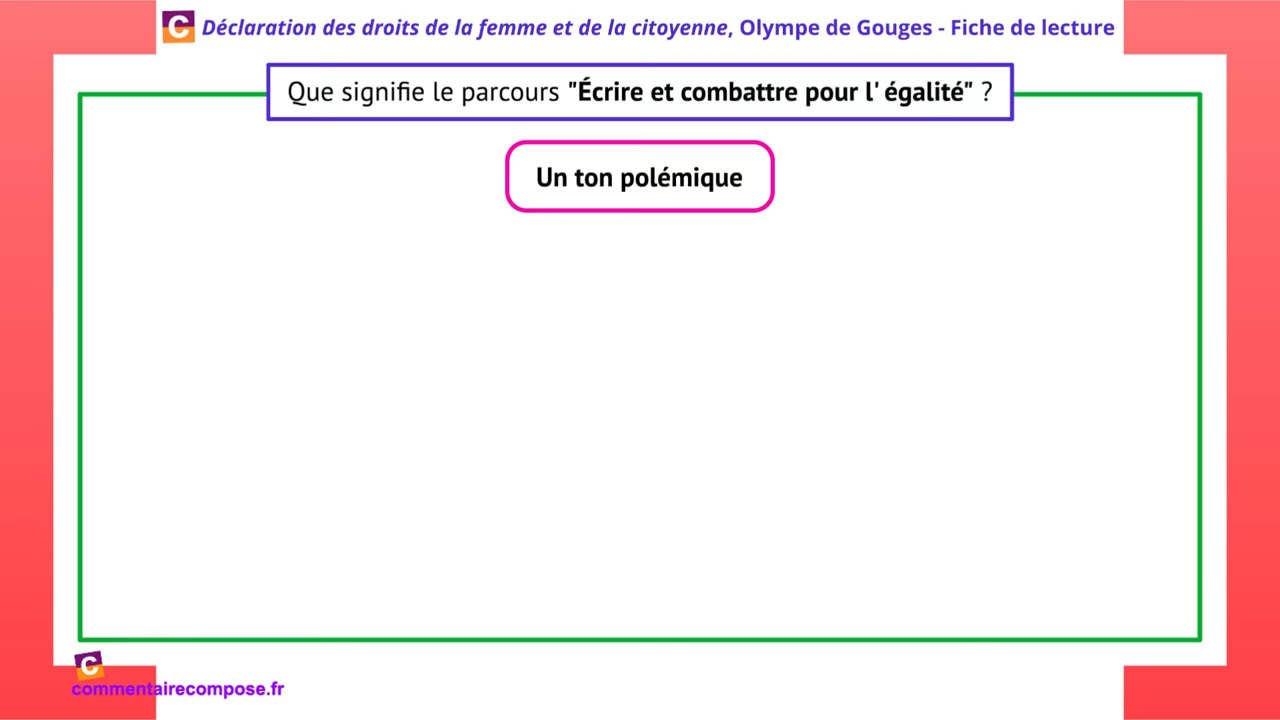 C Déclaration des droits de la femme et de la citoyenne, Olympe de Gouges - Fiche de lecture
Que signifie le parcours "Écrire et combattre pour l' égalité" ?
Un ton polémique
C
commentairecompose.fr